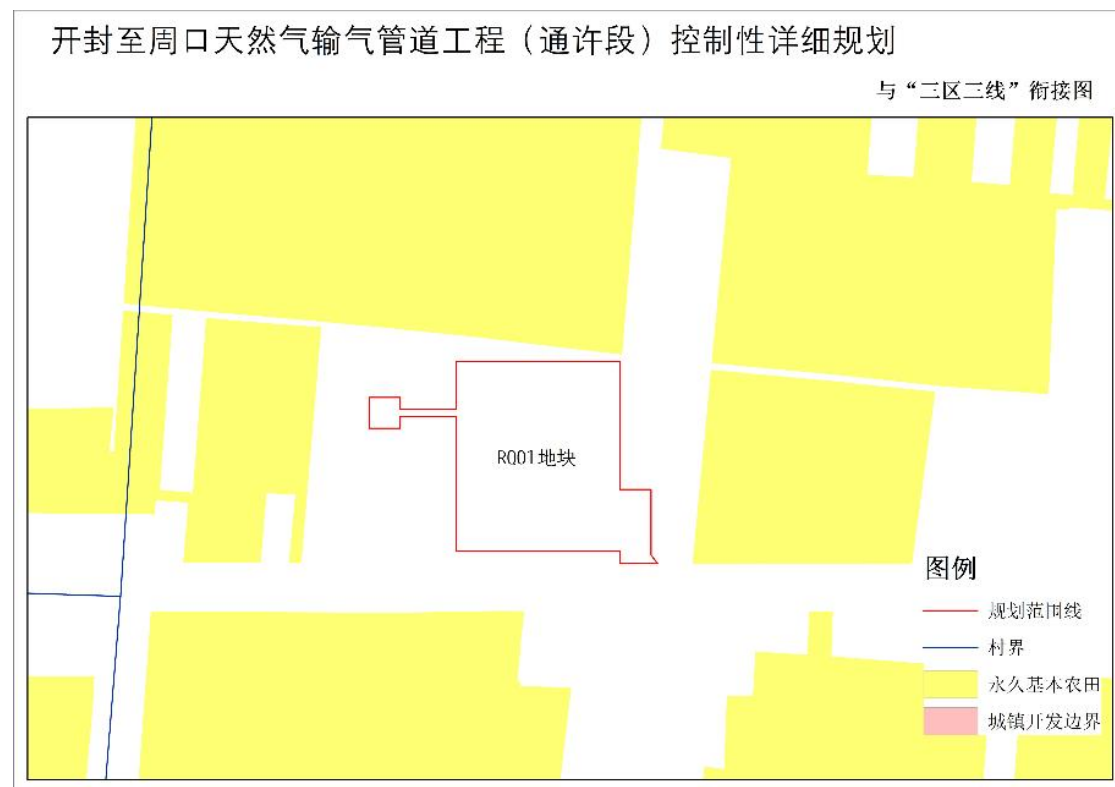 开封至周口天然气输气管道工程（通许段）控制性详细规划
与“三区三线”衔接图
RQ01地块
图例
规划范围线
村界
永久基本农田
城镇开发边界